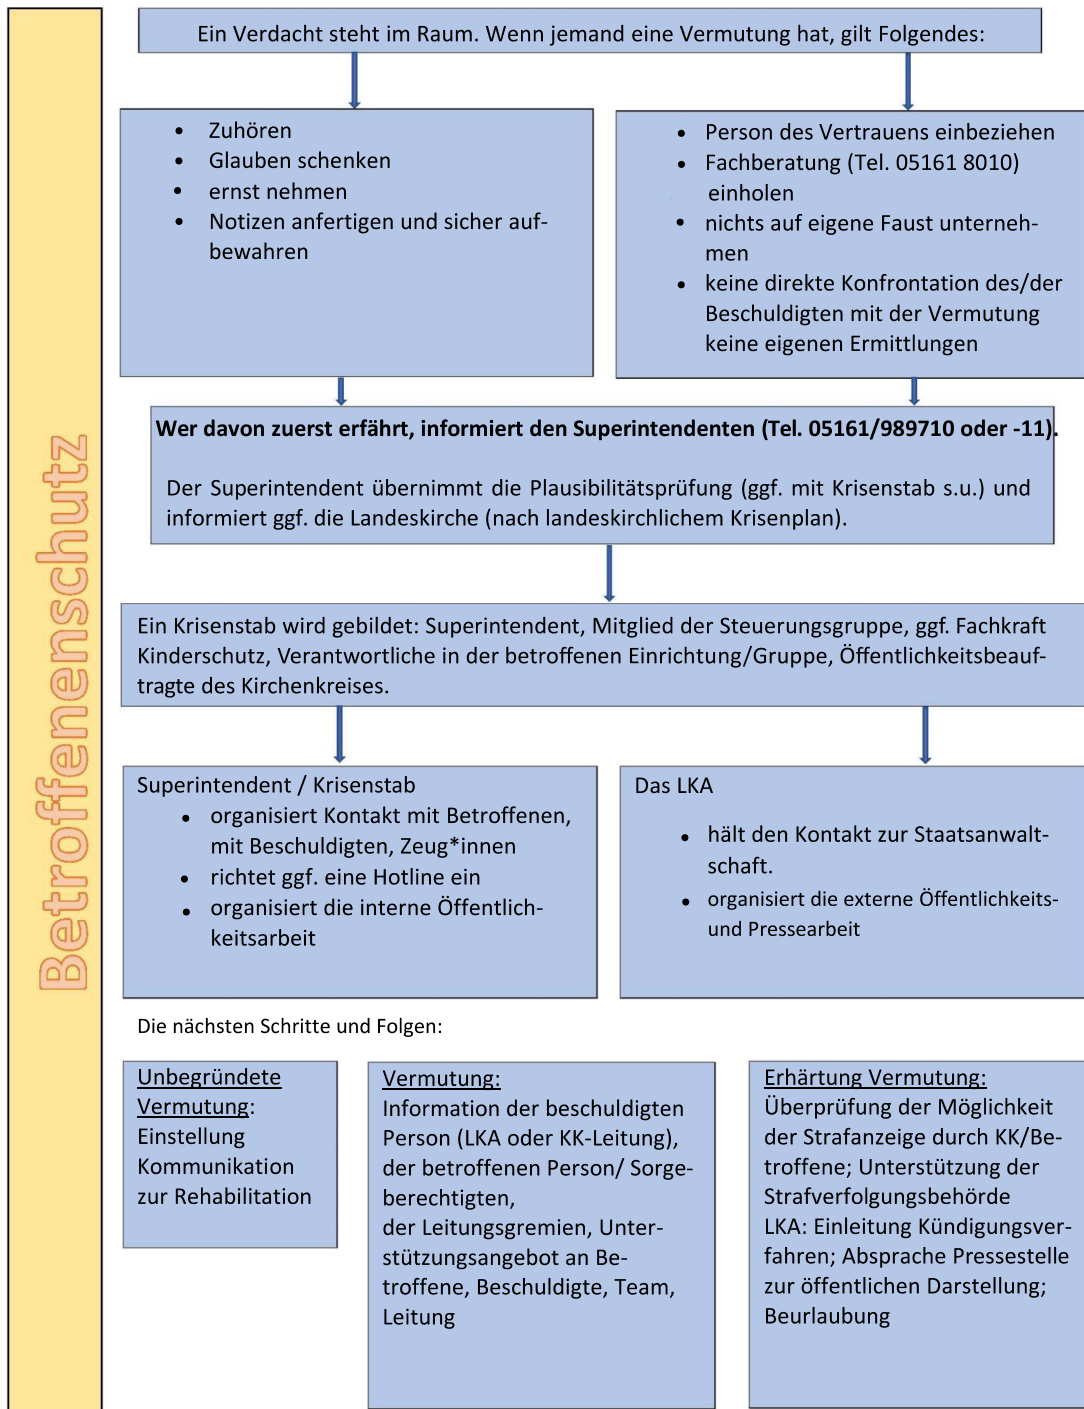 Betroffenenschutz
Ein Verdacht steht im Raum. Wenn jemand eine Vermutung hat, gilt Folgendes:
• Zuhören
• Glauben schenken
• ernst nehmen
• Notizen anfertigen und sicher auf-
bewahren
• Person des Vertrauens einbeziehen
• Fachberatung (Tel. 05161 8010)
einholen
• nichts auf eigene Faust unterneh-
men
• keine direkte Konfrontation des/der
Beschuldigten mit der Vermutung
keine eigenen Ermittlungen
Wer davon zuerst erfährt, informiert den Superintendenten (Tel. 05161/989710 oder -11).
Der Superintendent übernimmt die Plausibilitätsprüfung (ggf. mit Krisenstab s.u.) und
informiert ggf. die Landeskirche (nach landeskirchlichem Krisenplan).
Ein Krisenstab wird gebildet: Superintendent, Mitglied der Steuerungsgruppe, ggf. Fachkraft
Kinderschutz, Verantwortliche in der betroffenen Einrichtung/Gruppe, Öffentlichkeitsbeauf-
tragte des Kirchenkreises.
Superintendent / Krisenstab
• organisiert Kontakt mit Betroffenen,
mit Beschuldigten, Zeug*innen
• richtet ggf. eine Hotline ein
• organisiert die interne Öffentlich-
keitsarbeit
Das LKA
• hält den Kontakt zur Staatsanwalt-
schaft.
• organisiert die externe Öffentlichkeits-
und Pressearbeit
Die nächsten Schritte und Folgen:
Unbegründete
Vermutung:
Einstellung
Kommunikation
zur Rehabilitation
Vermutung:
Information der beschuldigten
Person (LKA oder KK-Leitung),
der betroffenen Person/ Sorge-
berechtigten,
der Leitungsgremien, Unter-
stützungsangebot an Be-
troffene, Beschuldigte, Team,
Leitung
Erhärtung Vermutung:
Überprüfung der Möglichkeit
der Strafanzeige durch KK/Be-
troffene; Unterstützung der
Strafverfolgungsbehörde
LKA: Einleitung Kündigungsver-
fahren; Absprache Pressestelle
zur öffentlichen Darstellung;
Beurlaubung